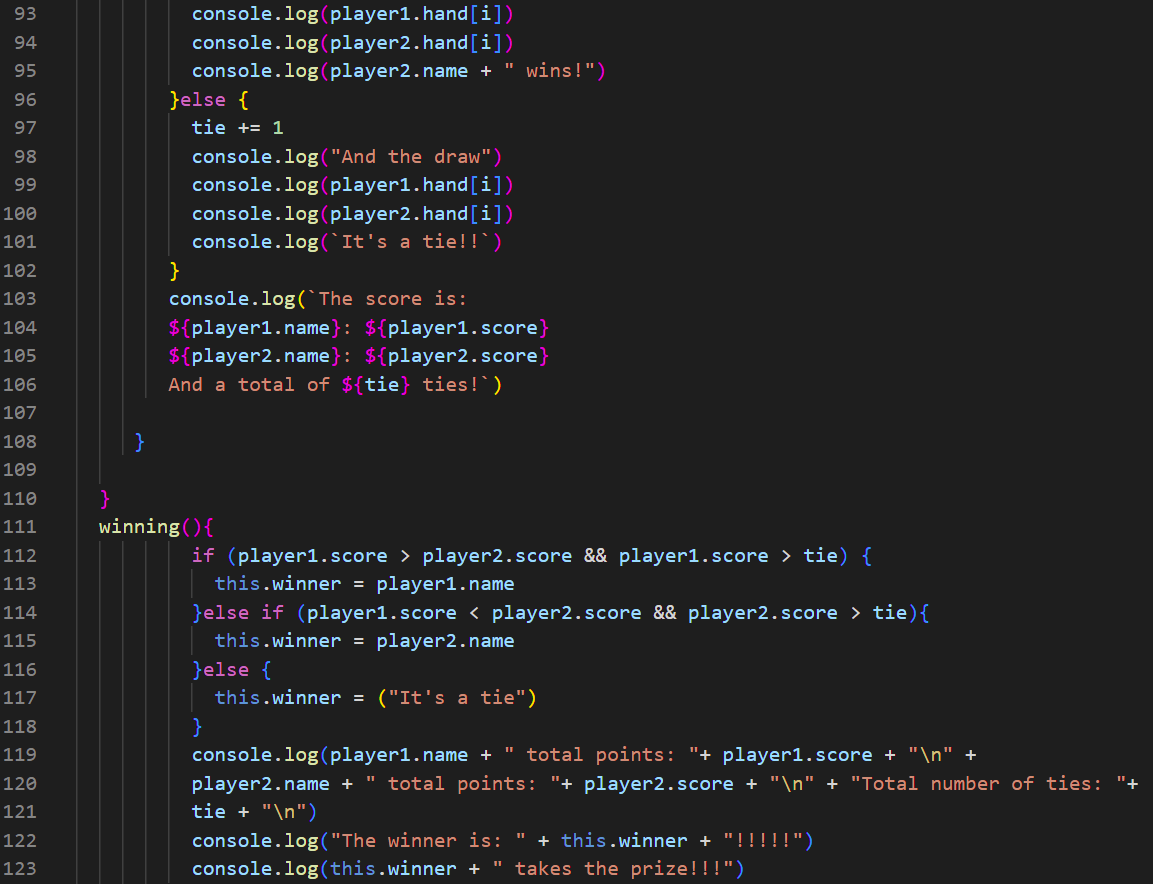 93 console.log(player1.hand[i])
94 console.log(player2.hand[i])
95 console.log(player2.name + " wins!")
96 }else {
97 tie += 1
98 console.log("And the draw")
99 console.log(player1.hand[i])
100 console.log(player2.hand[i])
101 console.log(`It's a tie!!`)
102 }
103 console.log(`The score is:
104 ${player1.name}: ${player1.score}
105 ${player2.name}: ${player2.score}
106 And a total of ${tie} ties!`)
107
108 }
109
110 }
111 winning(){
112 if (player1.score > player2.score && player1.score > tie) {
113 this.winner = player1.name
114 }else if (player1.score < player2.score && player2.score > tie){
115 this.winner = player2.name
116 }else {
117 this.winner = ("It's a tie")
118 }
119 console.log(player1.name + " total points: "+ player1.score + "\n" +
120 player2.name + " total points: "+ player2.score + "\n" + "Total number of ties: "+
121 tie + "\n")
122 console.log("The winner is: " + this.winner + "!!!!!")
123 console.log(this.winner + " takes the prize!!!")